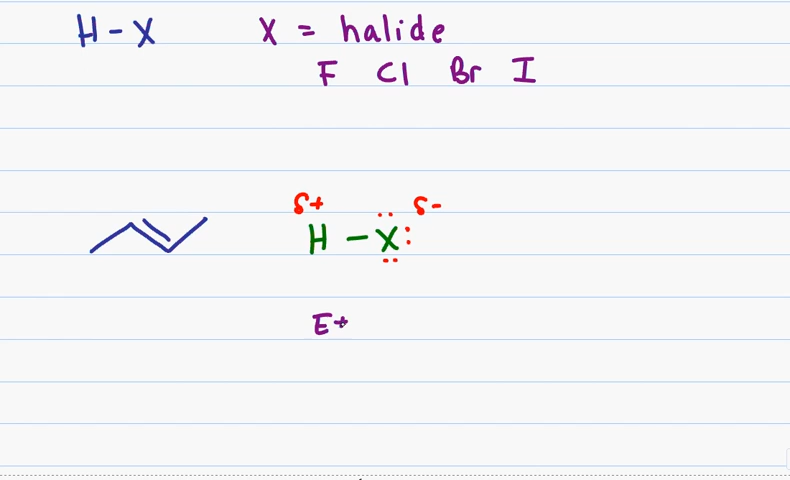 H - X X = halide
F Cl Br I
δ+ δ-
H - X
E+